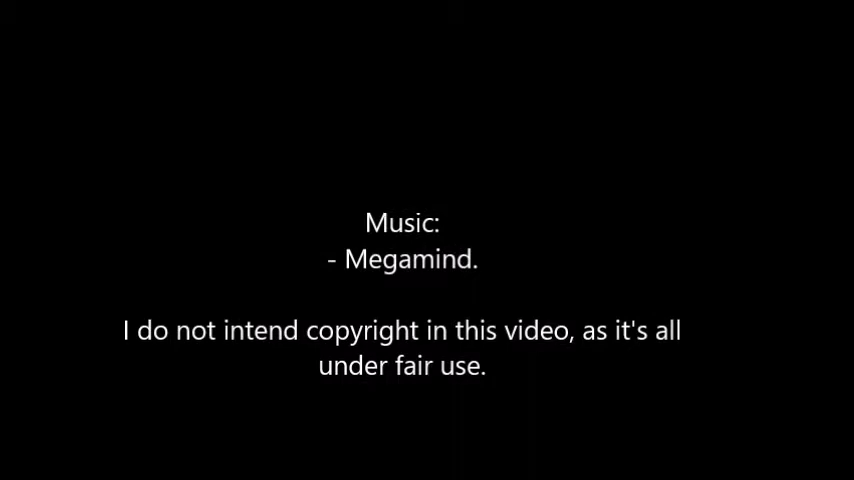 Music:
- Megamind.
I do not intend copyright in this video, as it's all
under fair use.